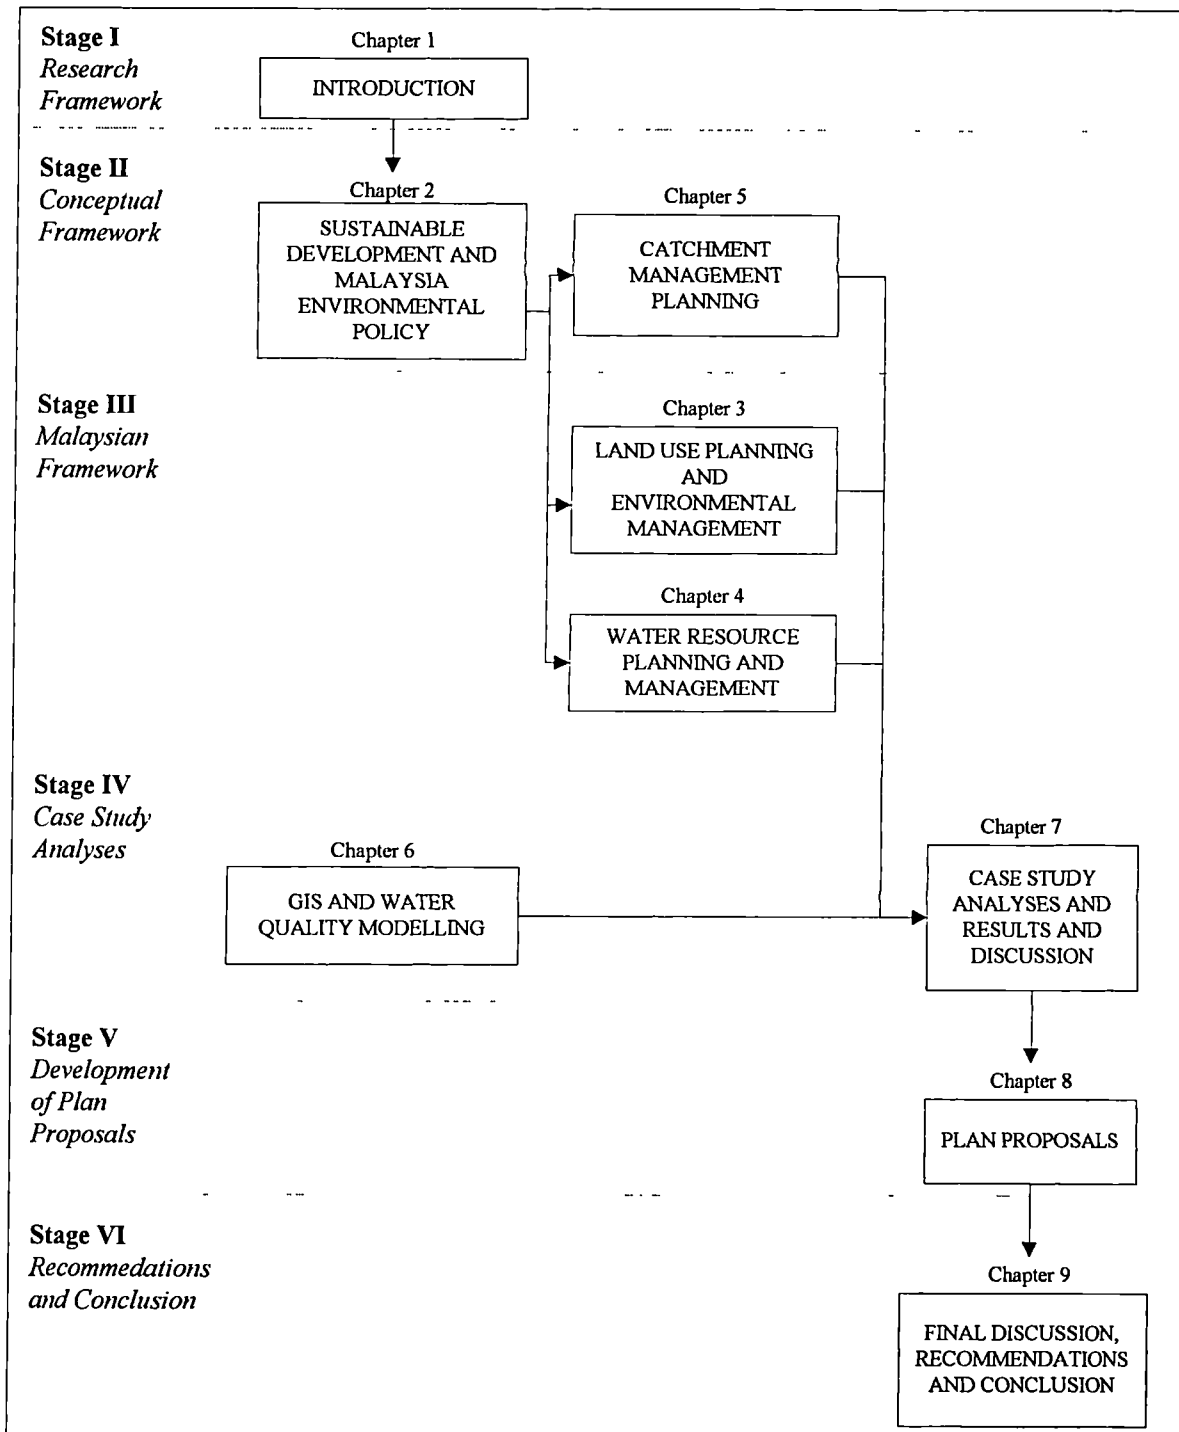 Stage I
Research
Framework
Chapter 1
INTRODUCTION
Stage II
Conceptual
Framework
Chapter 2
SUSTAINABLE
DEVELOPMENT AND
MALAYSIA
ENVIRONMENTAL
POLICY
Chapter 5
CATCHMENT
MANAGEMENT
PLANNING
Stage III
Malaysian
Framework
Chapter 3
LAND USE PLANNING
AND
ENVIRONMENTAL
MANAGEMENT
Chapter 4
WATER RESOURCE
PLANNING AND
MANAGEMENT
Stage IV
Case Study
Analyses
Chapter 6
GIS AND WATER
QUALITY MODELLING
Chapter 7
CASE STUDY
ANALYSES AND
RESULTS AND
DISCUSSION
Stage V
Development
of Plan
Proposals
Chapter 8
PLAN PROPOSALS
Stage VI
Recommedations
and Conclusion
Chapter 9
FINAL DISCUSSION,
RECOMMENDATIONS
AND CONCLUSION